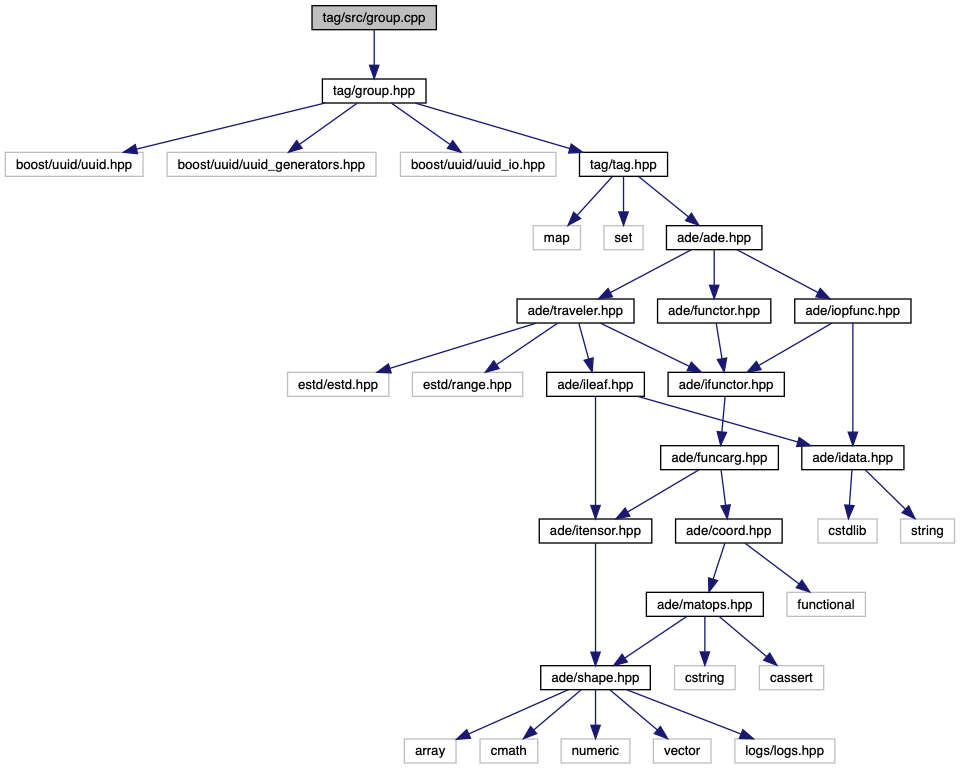 tag/src/group.cpp
tag/group.hpp
boost/uuid/uuid.hpp
boost/uuid/uuid_generators.hpp
boost/uuid/uuid_io.hpp
tag/tag.hpp
map
set
ade/ade.hpp
ade/traveler.hpp
ade/functor.hpp
ade/iopfunc.hpp
estd/estd.hpp
estd/range.hpp
ade/ileaf.hpp
ade/ifunctor.hpp
ade/funcarg.hpp
ade/idata.hpp
ade/itensor.hpp
ade/coord.hpp
cstdlib
string
ade/matops.hpp
functional
ade/shape.hpp
cstring
cassert
array
cmath
numeric
vector
logs/logs.hpp